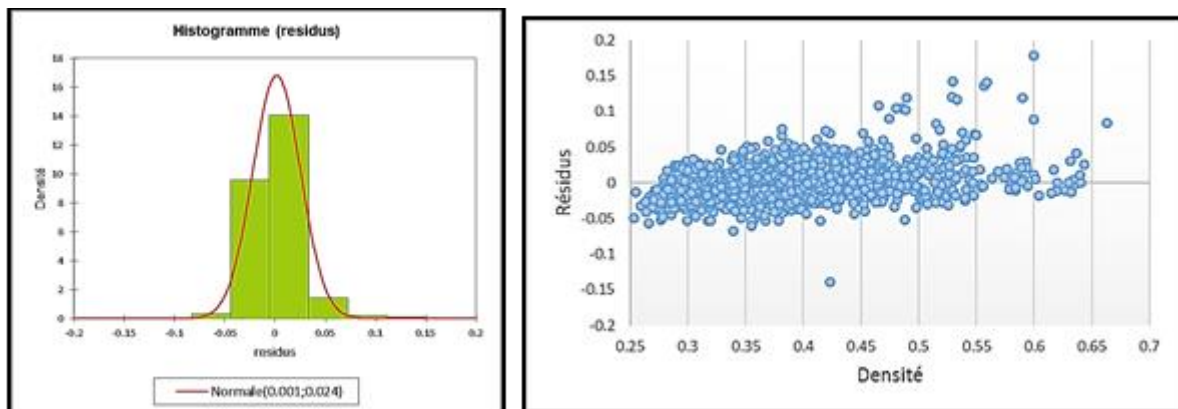 Histogramme (residus)
Densité
18
16
14
12
10
8
6
4
2
0
-0.2 -0.15 -0.1 -0.05 0 0.05 0.1 0.15 0.2
residus
Normale(0.001;0.024)
Résidus
0.2
0.15
0.1
0.05
0
-0.05
-0.1
-0.15
-0.2
0.25 0.3 0.35 0.4 0.45 0.5 0.55 0.6 0.65 0.7
Densité